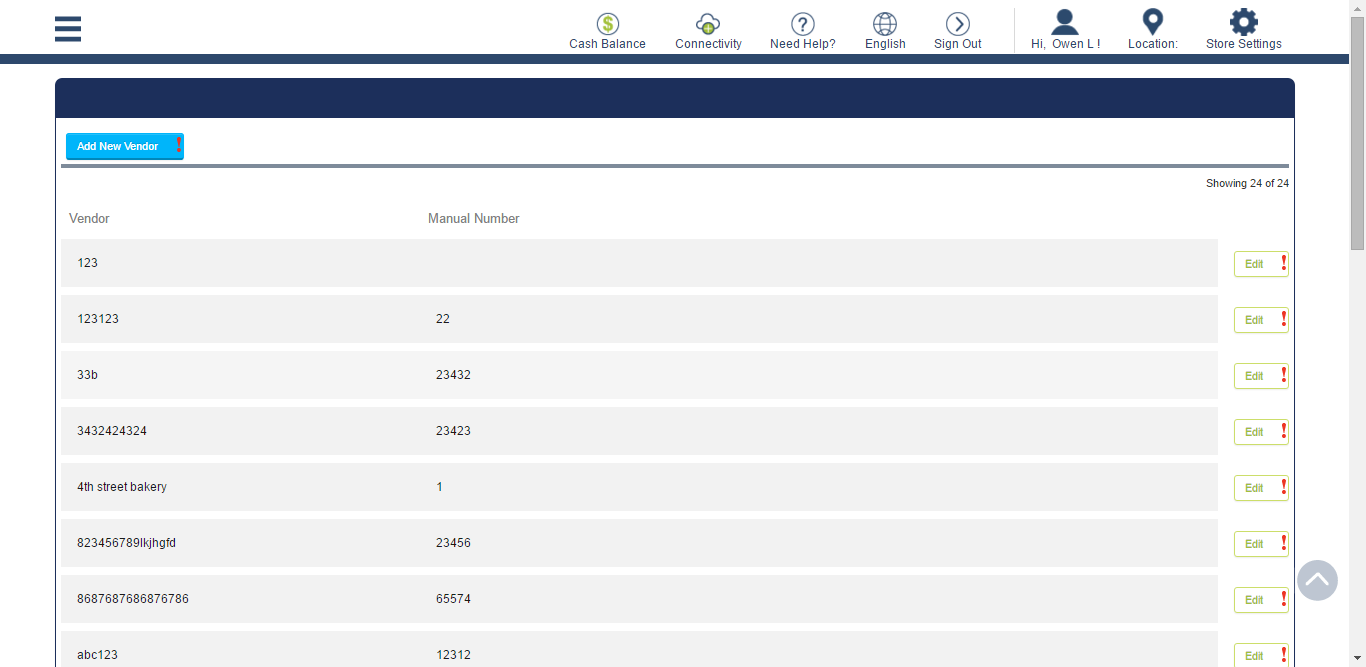 Cash Balance
Connectivity
Need Help?
English
Sign Out
Hi, Owen L !
Location:
Store Settings
Add New Vendor !
Showing 24 of 24
Vendor Manual Number
123 Edit !
123123 22 Edit !
33b 23432 Edit !
3432424324 23423 Edit !
4th street bakery 1 Edit !
823456789lkjhgfd 23456 Edit !
8687687686876786 65574 Edit !
abc123 12312 Edit !